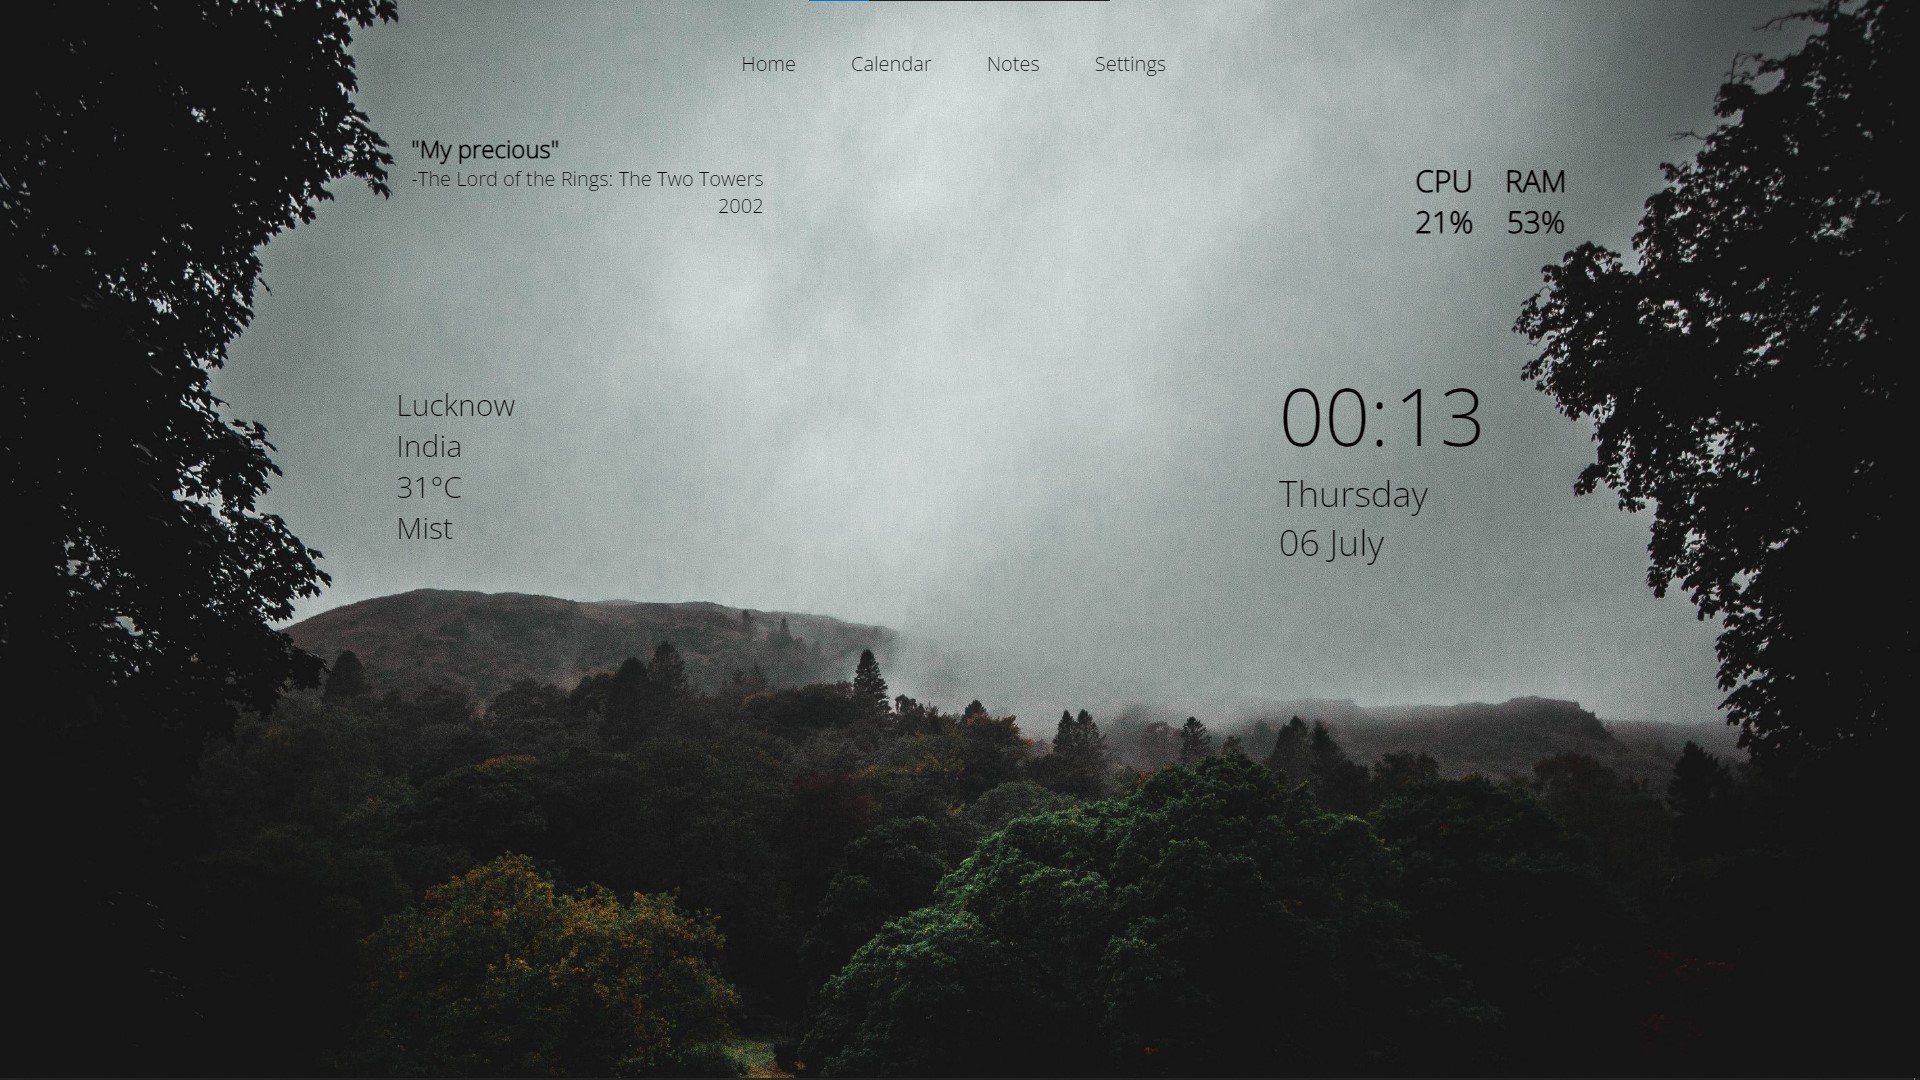 Home Calendar Notes Settings
"My precious"
-The Lord of the Rings: The Two Towers
2002
CPU RAM
21% 53%
Lucknow
India
31°C
Mist
00:13
Thursday
06 July